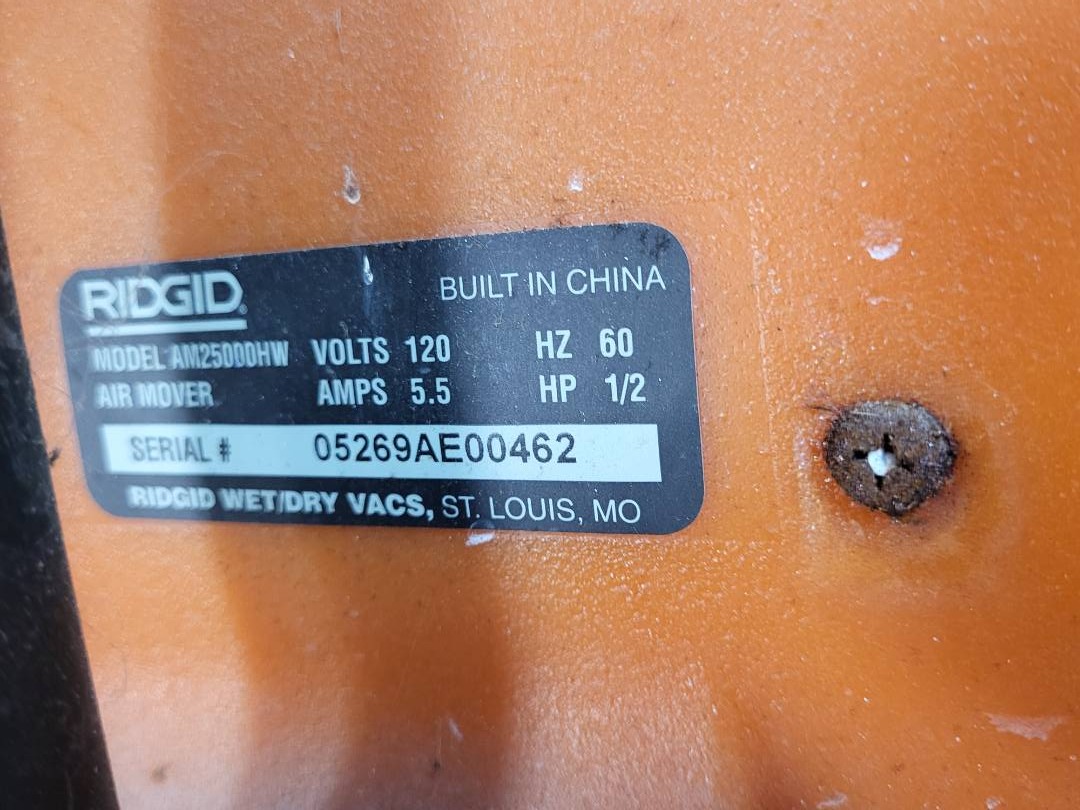 RIDGID BUILT IN CHINA
MODEL AM25000HW VOLTS 120 HZ 60
AIR MOVER AMPS 5.5 HP 1/2
SERIAL # 05269AE00462
RIDGID WET/DRY VACS, ST. LOUIS, MO